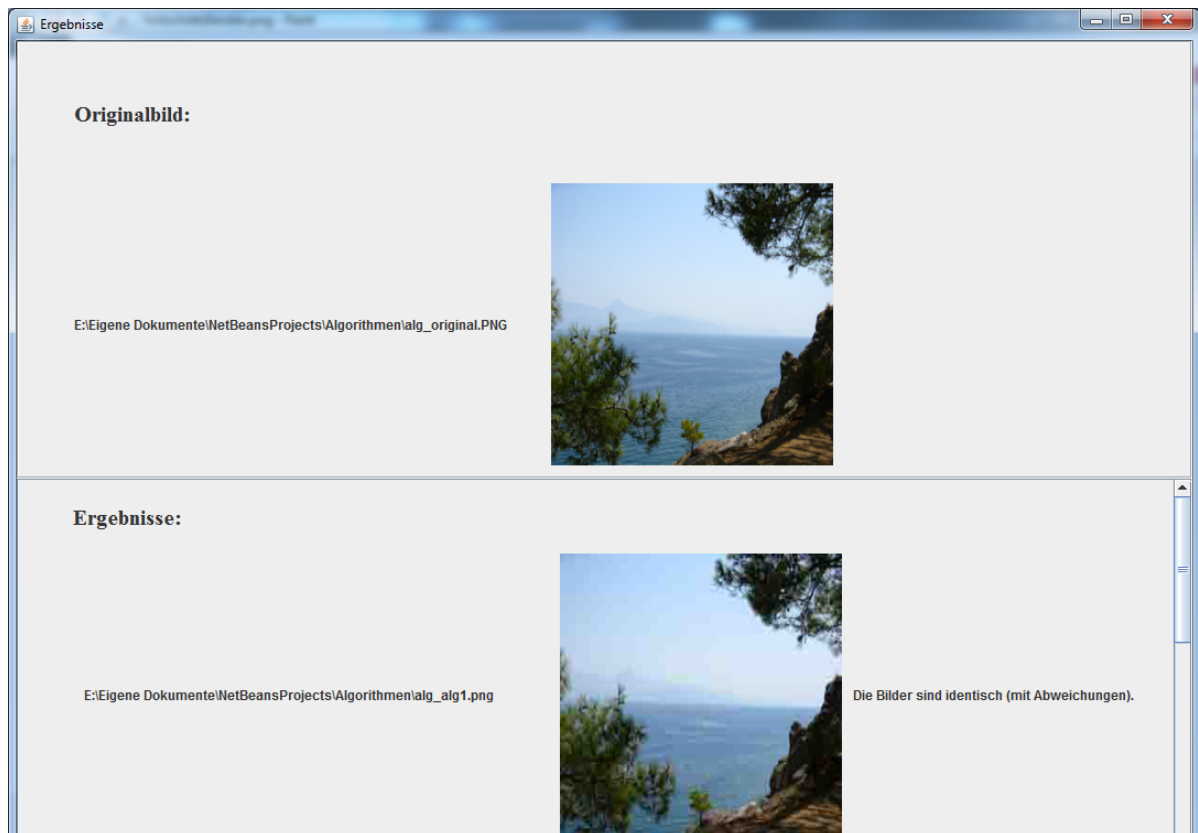 Ergebnisse
Originalbild:
E:\Eigene Dokumente\NetBeansProjects\Algorithmen\alg_original.PNG
Ergebnisse:
E:\Eigene Dokumente\NetBeansProjects\Algorithmen\alg_alg1.png
Die Bilder sind identisch (mit Abweichungen).